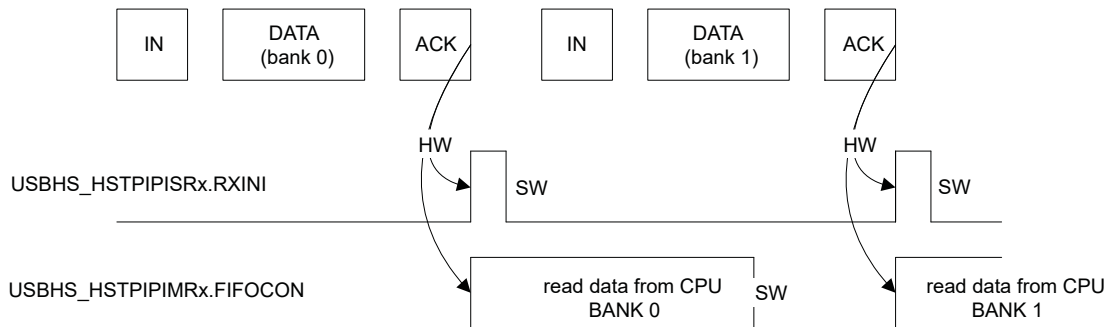 IN
DATA
(bank 0)
ACK
IN
DATA
(bank 1)
ACK
HW
HW
USBHS_HSTPIPISRx.RXINI
SW
SW
USBHS_HSTPIPIMRx.FIFOCON
read data from CPU
BANK 0
SW
read data from CPU
BANK 1